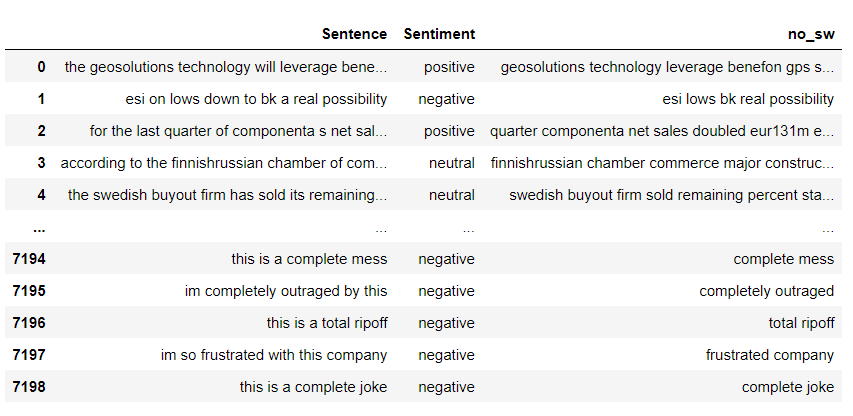 Sentence Sentiment no_sw
0 the geosolutions technology will leverage bene... positive geosolutions technology leverage benefon gps s...
1 esi on lows down to bk a real possibility negative esi lows bk real possibility
2 for the last quarter of componenta s net sal... positive quarter componenta net sales doubled eur131m e...
3 according to the finnishrussian chamber of com... neutral finnishrussian chamber commerce major construc...
4 the swedish buyout firm has sold its remaining... neutral swedish buyout firm sold remaining percent sta...
... ... ... ...
7194 this is a complete mess negative complete mess
7195 im completely outraged by this negative completely outraged
7196 this is a total ripoff negative total ripoff
7197 im so frustrated with this company negative frustrated company
7198 this is a complete joke negative complete joke